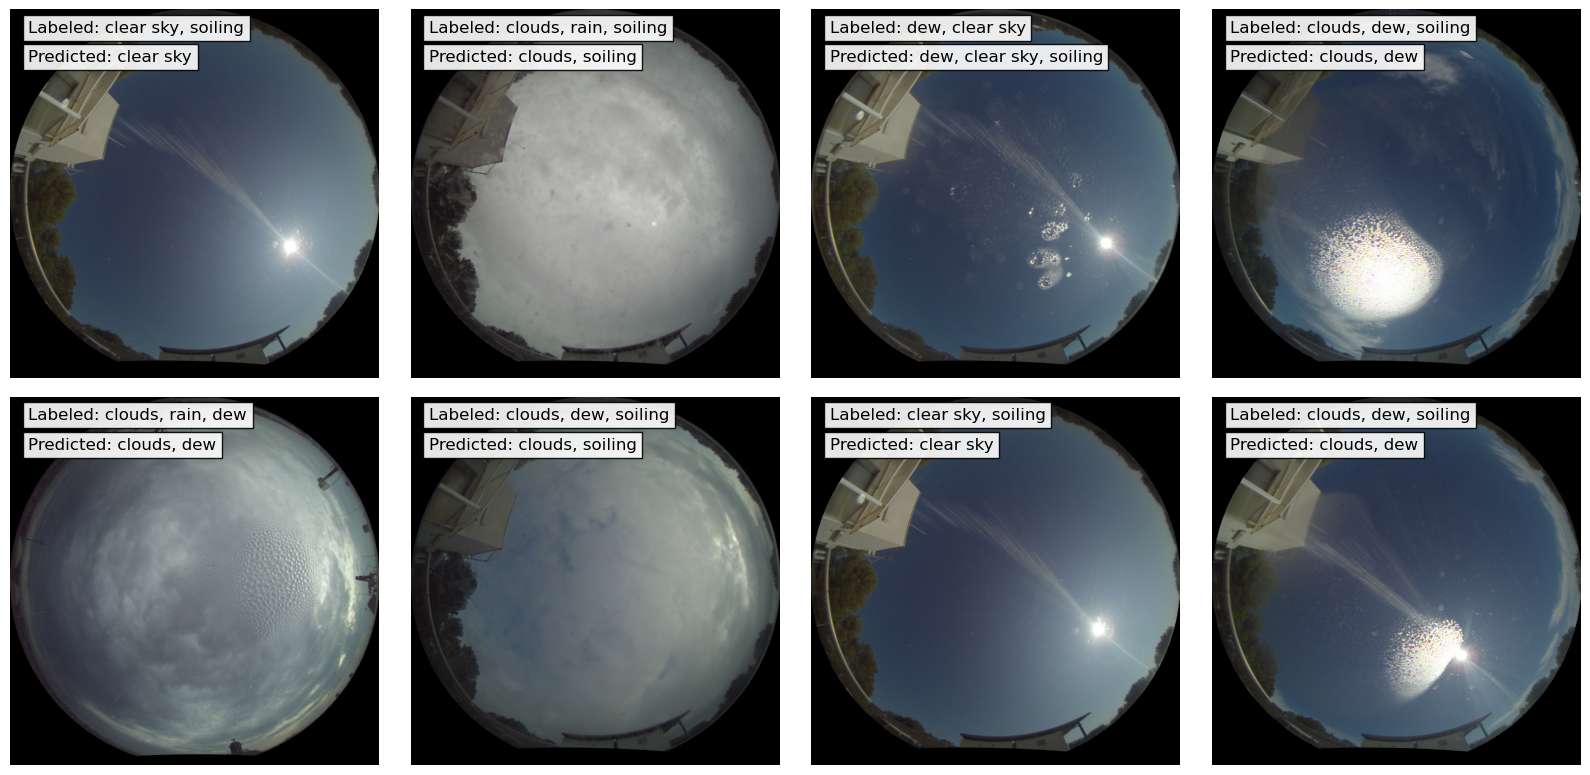 Labeled: clear sky, soiling
Predicted: clear sky
Labeled: clouds, rain, soiling
Predicted: clouds, soiling
Labeled: dew, clear sky
Predicted: dew, clear sky, soiling
Labeled: clouds, dew, soiling
Predicted: clouds, dew
Labeled: clouds, rain, dew
Predicted: clouds, dew
Labeled: clouds, dew, soiling
Predicted: clouds, soiling
Labeled: clear sky, soiling
Predicted: clear sky
Labeled: clouds, dew, soiling
Predicted: clouds, dew